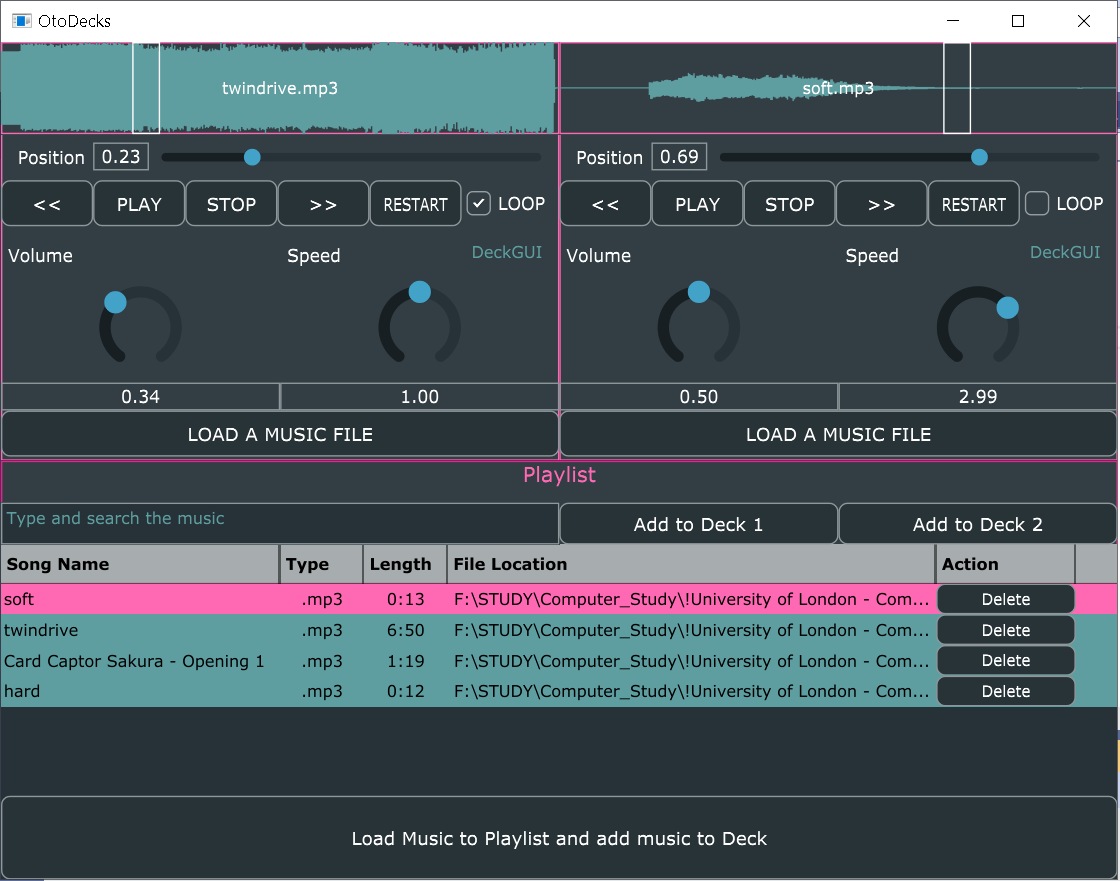 OtoDecks
twindrive.mp3
soft.mp3
Position 0.23
Position 0.69
<< PLAY STOP >> RESTART LOOP
<< PLAY STOP >> RESTART LOOP
Volume Speed DeckGUI
Volume Speed DeckGUI
0.34 1.00
0.50 2.99
LOAD A MUSIC FILE
LOAD A MUSIC FILE
Playlist
Type and search the music Add to Deck 1 Add to Deck 2
Song Name Type Length File Location Action
soft .mp3 0:13 F:\STUDY\Computer_Study\!University of London - Com... Delete
twindrive .mp3 6:50 F:\STUDY\Computer_Study\!University of London - Com... Delete
Card Captor Sakura - Opening 1 .mp3 1:19 F:\STUDY\Computer_Study\!University of London - Com... Delete
hard .mp3 0:12 F:\STUDY\Computer_Study\!University of London - Com... Delete
Load Music to Playlist and add music to Deck